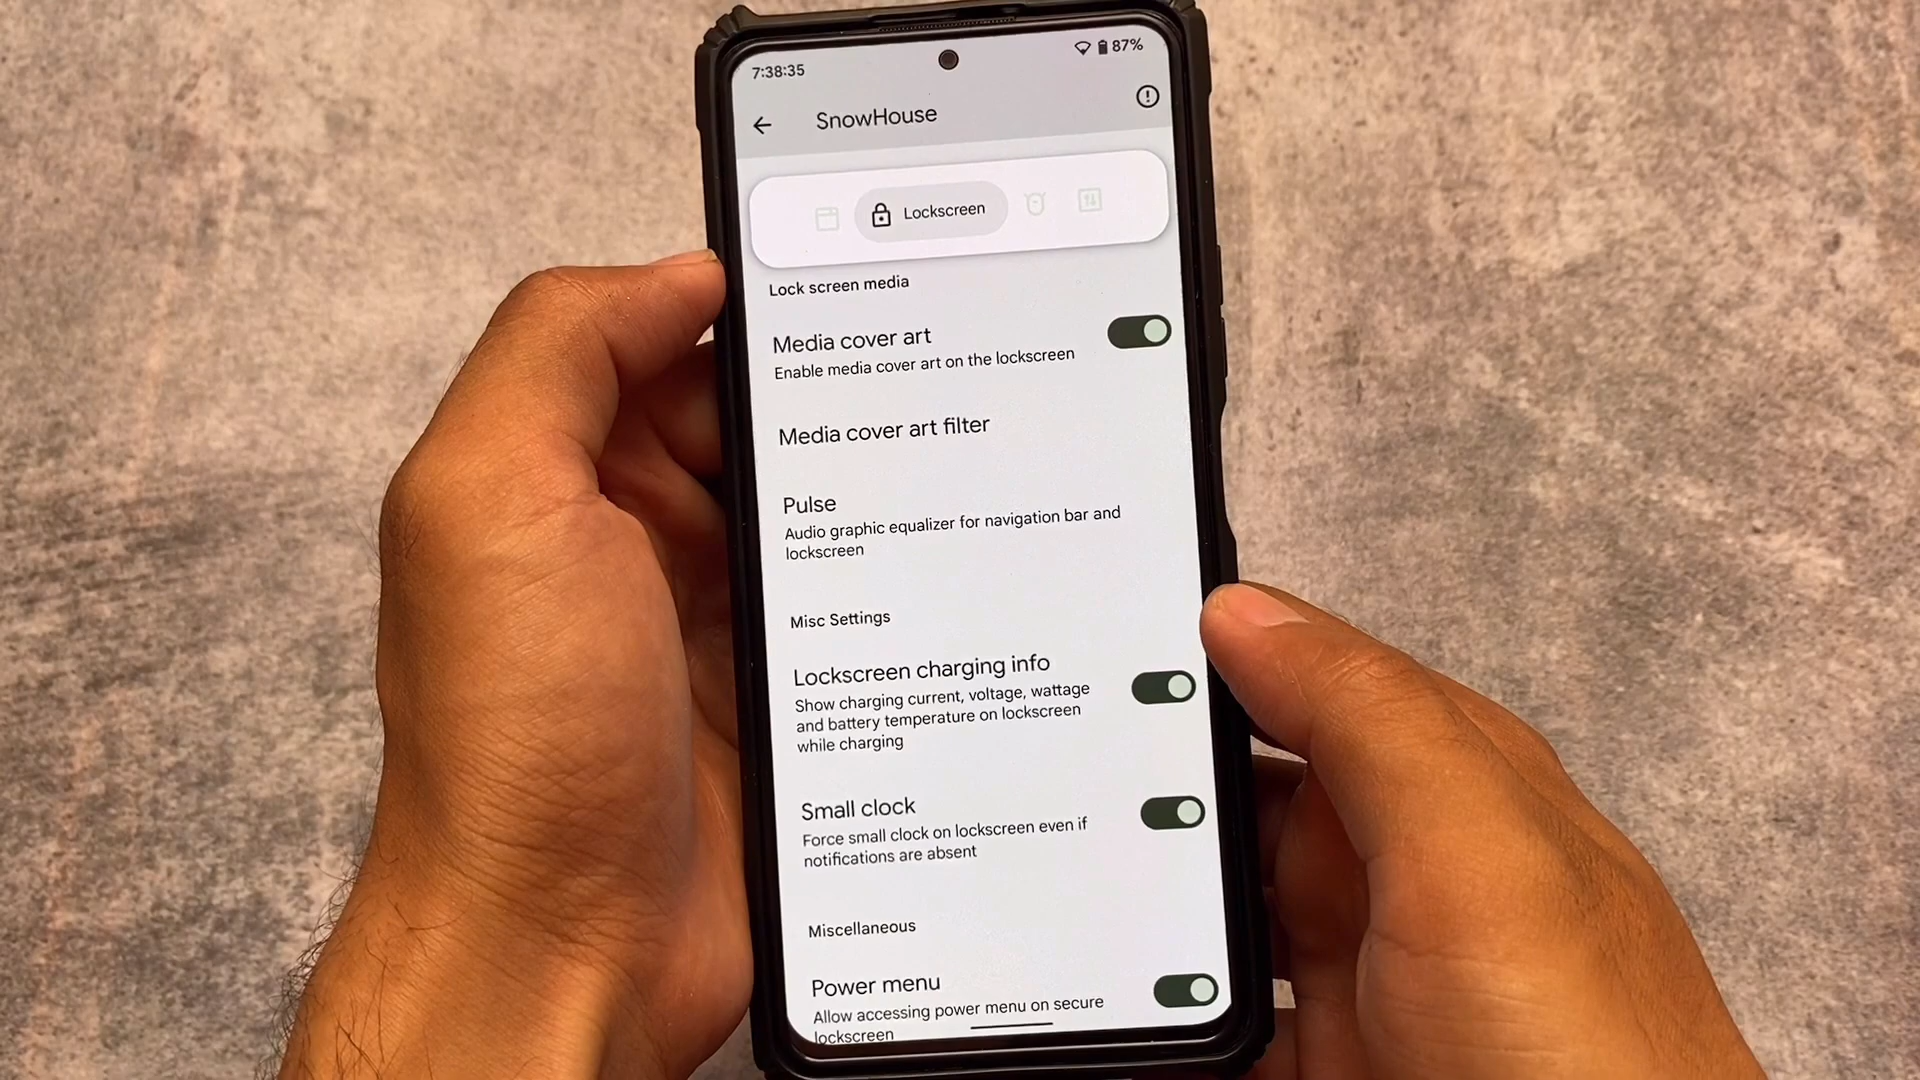 7:38:35
87%
SnowHouse
Lockscreen
Lock screen media
Media cover art
Enable media cover art on the lockscreen
Media cover art filter
Pulse
Audio graphic equalizer for navigation bar and
lockscreen
Misc Settings
Lockscreen charging info
Show charging current, voltage, wattage
and battery temperature on lockscreen
while charging
Small clock
Force small clock on lockscreen even if
notifications are absent
Miscellaneous
Power menu
Allow accessing power menu on secure
lockscreen